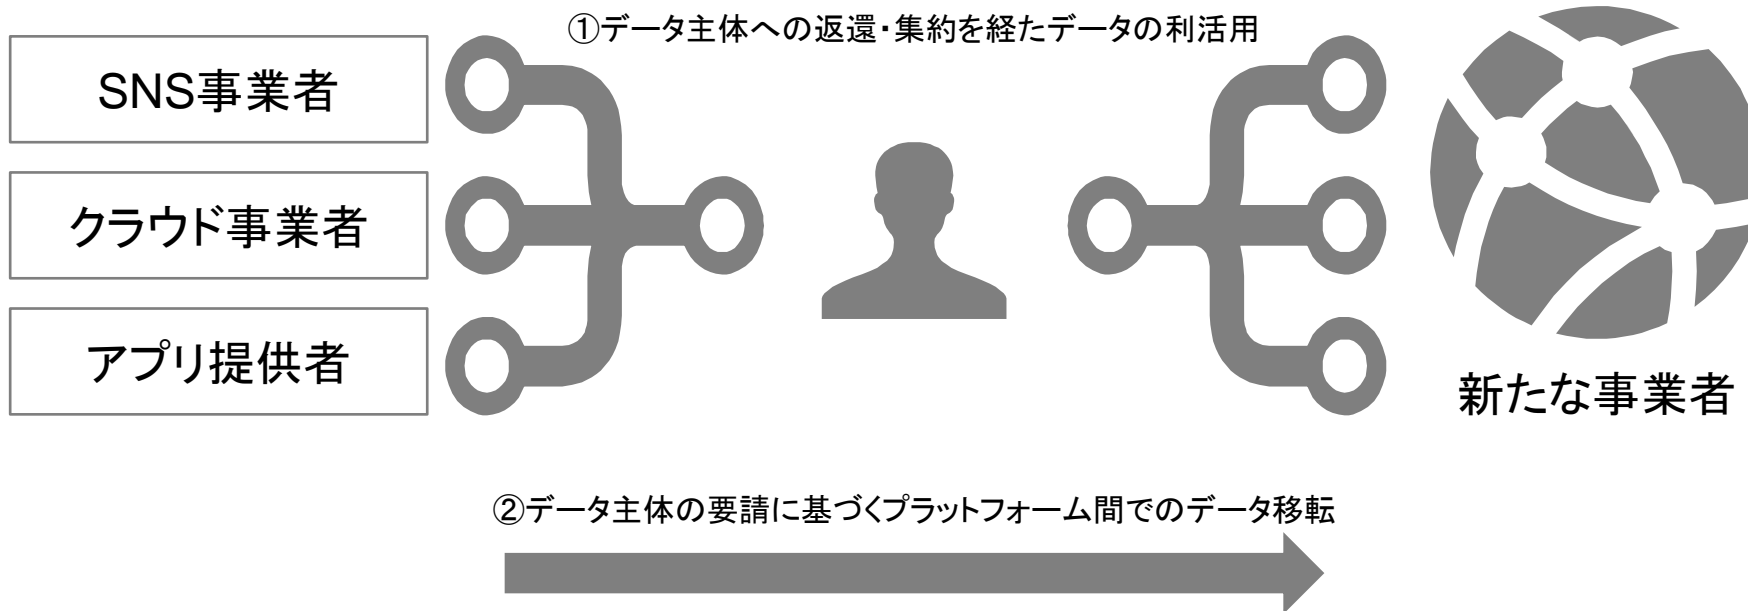 ①データ主体への返還・集約を経たデータの利活用
SNS事業者
クラウド事業者
アプリ提供者
新たな事業者
②データ主体の要請に基づくプラットフォーム間でのデータ移転